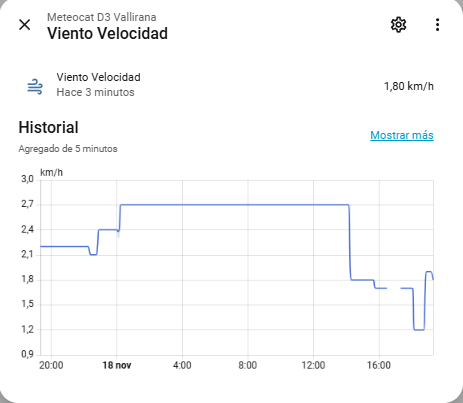 Meteocat D3 Vallirana
Viento Velocidad
Viento Velocidad
Hace 3 minutos
1,80 km/h
Historial
Mostrar más
Agregado de 5 minutos
km/h
3,0
2,7
2,4
2,1
1,8
1,5
1,2
0,9
20:00 18 nov 4:00 8:00 12:00 16:00